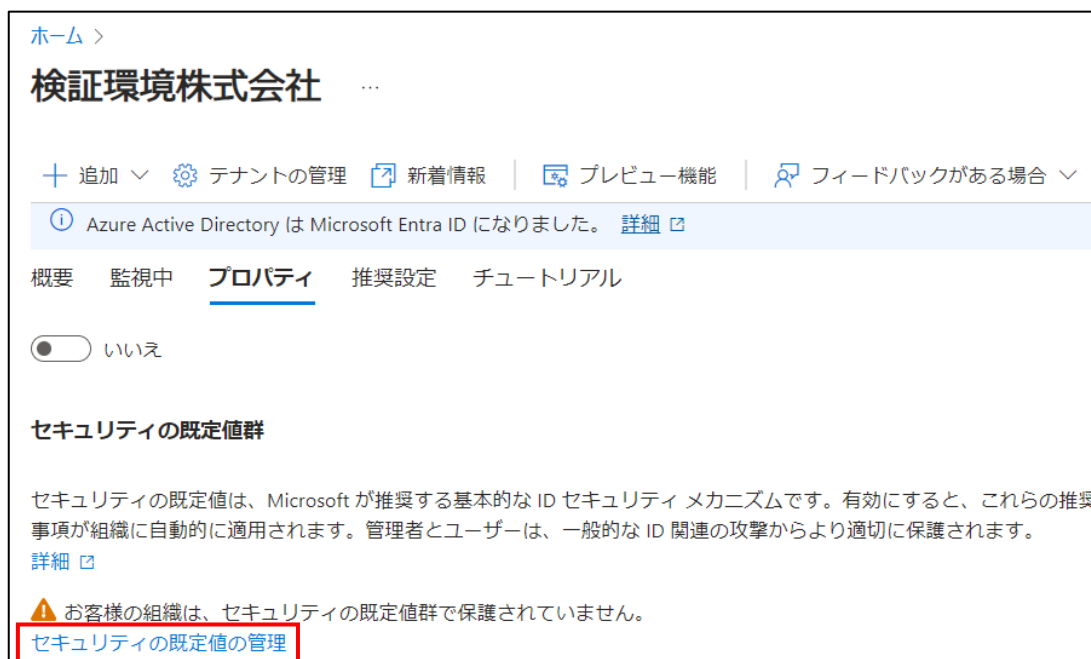 ホーム >
検証環境株式会社 …
追加 テナントの管理 新着情報 プレビュー機能 フィードバックがある場合
Azure Active Directory は Microsoft Entra ID になりました。 詳細
概要 監視中 プロパティ 推奨設定 チュートリアル
いいえ
セキュリティの既定値群
セキュリティの既定値は、Microsoft が推奨する基本的な ID セキュリティ メカニズムです。有効にすると、これらの推奨
事項が組織に自動的に適用されます。管理者とユーザーは、一般的な ID 関連の攻撃からより適切に保護されます。
詳細
お客様の組織は、セキュリティの既定値群で保護されていません。
セキュリティの既定値の管理